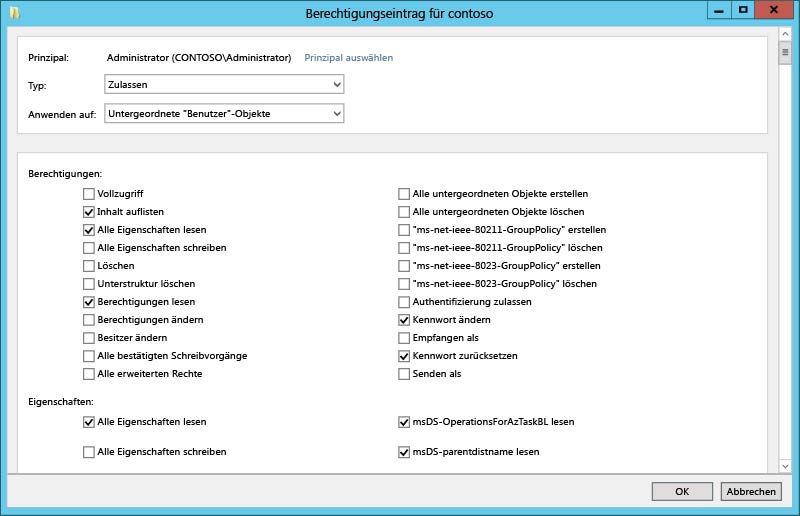 Berechtigungseintrag für contoso
Prinzipal: Administrator (CONTOSO\Administrator) Prinzipal auswählen
Typ: Zulassen
Anwenden auf: Untergeordnete "Benutzer"-Objekte
Berechtigungen:
Vollzugriff Alle untergeordneten Objekte erstellen
Inhalt auflisten Alle untergeordneten Objekte löschen
Alle Eigenschaften lesen "ms-net-ieee-80211-GroupPolicy" erstellen
Alle Eigenschaften schreiben "ms-net-ieee-80211-GroupPolicy" löschen
Löschen "ms-net-ieee-8023-GroupPolicy" erstellen
Unterstruktur löschen "ms-net-ieee-8023-GroupPolicy" löschen
Berechtigungen lesen Authentifizierung zulassen
Berechtigungen ändern Kennwort ändern
Besitzer ändern Empfangen als
Alle bestätigten Schreibvorgänge Kennwort zurücksetzen
Alle erweiterten Rechte Senden als
Eigenschaften:
Alle Eigenschaften lesen msDS-OperationsForAzTaskBL lesen
Alle Eigenschaften schreiben msDS-parentdistname lesen
OK Abbrechen